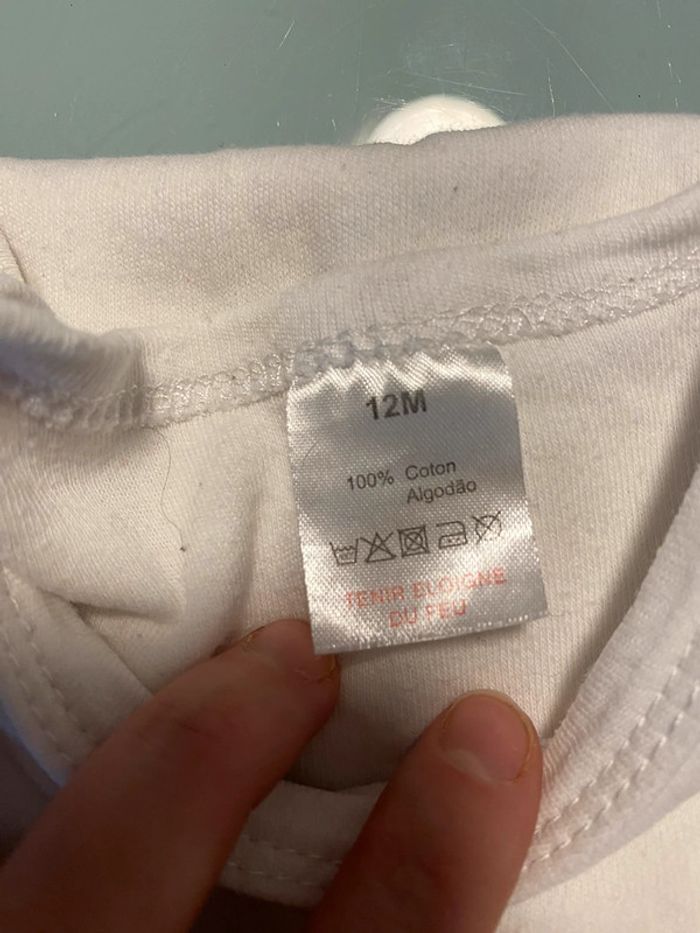 12M
100% Coton
Algodão
TENIR ELOIGNE
DU FEU